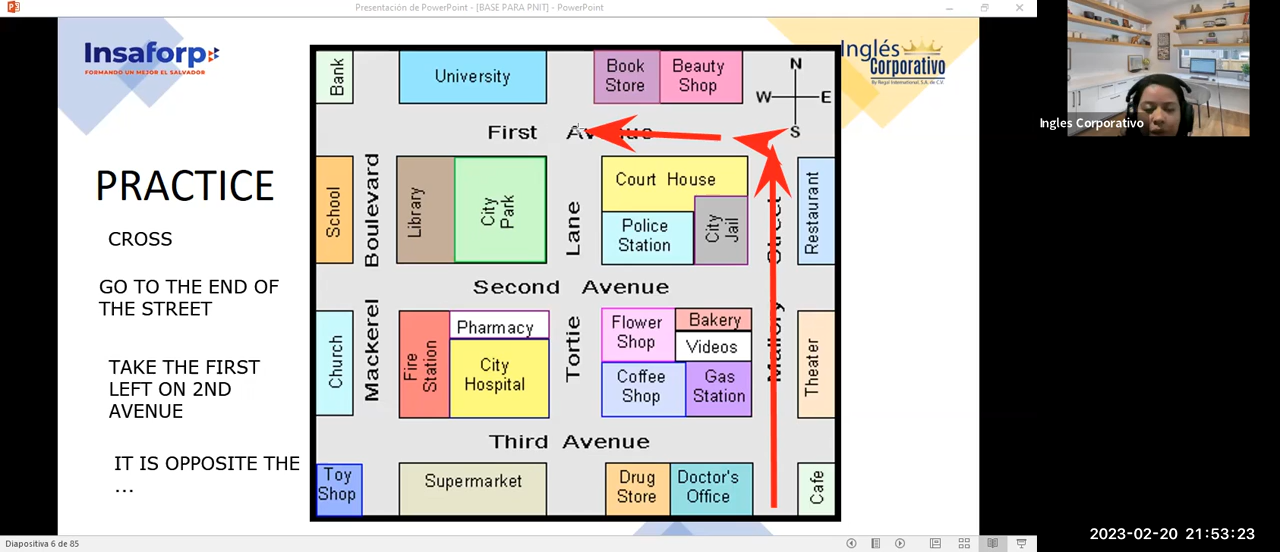 Presentación de PowerPoint - [BASE PARA PNIT] - PowerPoint
Insaforp
FORMANDO UN MEJOR EL SALVADOR
Inglés
Corporativo
By Regal International, S.A. de C.V.
PRACTICE
CROSS
GO TO THE END OF
THE STREET
TAKE THE FIRST
LEFT ON 2ND
AVENUE
IT IS OPPOSITE THE
...
Bank
University
Book
Store
Beauty
Shop
N
W
E
S
First Avenue
School
Boulevard
Library
City
Park
Lane
Court House
Police
Station
City
Jail
Street
Restaurant
Second Avenue
Church
Mackerel
Fire
Station
Pharmacy
City
Hospital
Tortie
Flower
Shop
Bakery
Videos
Coffee
Shop
Gas
Station
Mallory
Theater
Third Avenue
Toy
Shop
Supermarket
Drug
Store
Doctor's
Office
Cafe
Ingles Corporativo
Diapositiva 6 de 85
2023-02-20 21:53:23